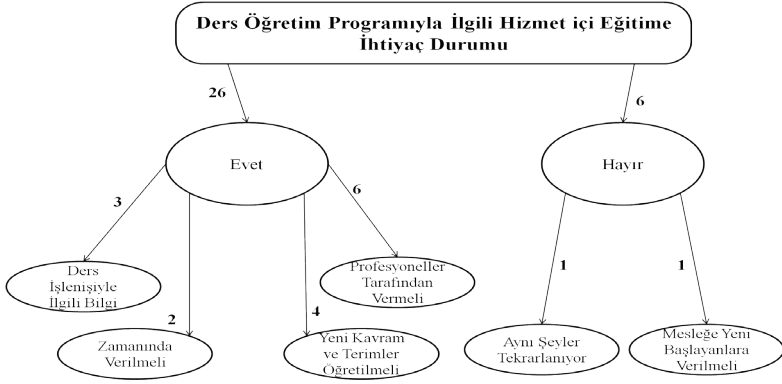 Ders Öğretim Programıyla İlgili Hizmet içi Eğitime
İhtiyaç Durumu
26
6
Evet
Hayır
3
6
Ders
İşlenişiyle
İlgili Bilgi
Profesyoneller
Tarafından
Vermeli
1
1
2
4
Zamanında
Verilmeli
Yeni Kavram
ve Terimler
Öğretilmeli
Aynı Şeyler
Tekrarlanıyor
Mesleğe Yeni
Başlayanlara
Verilmeli